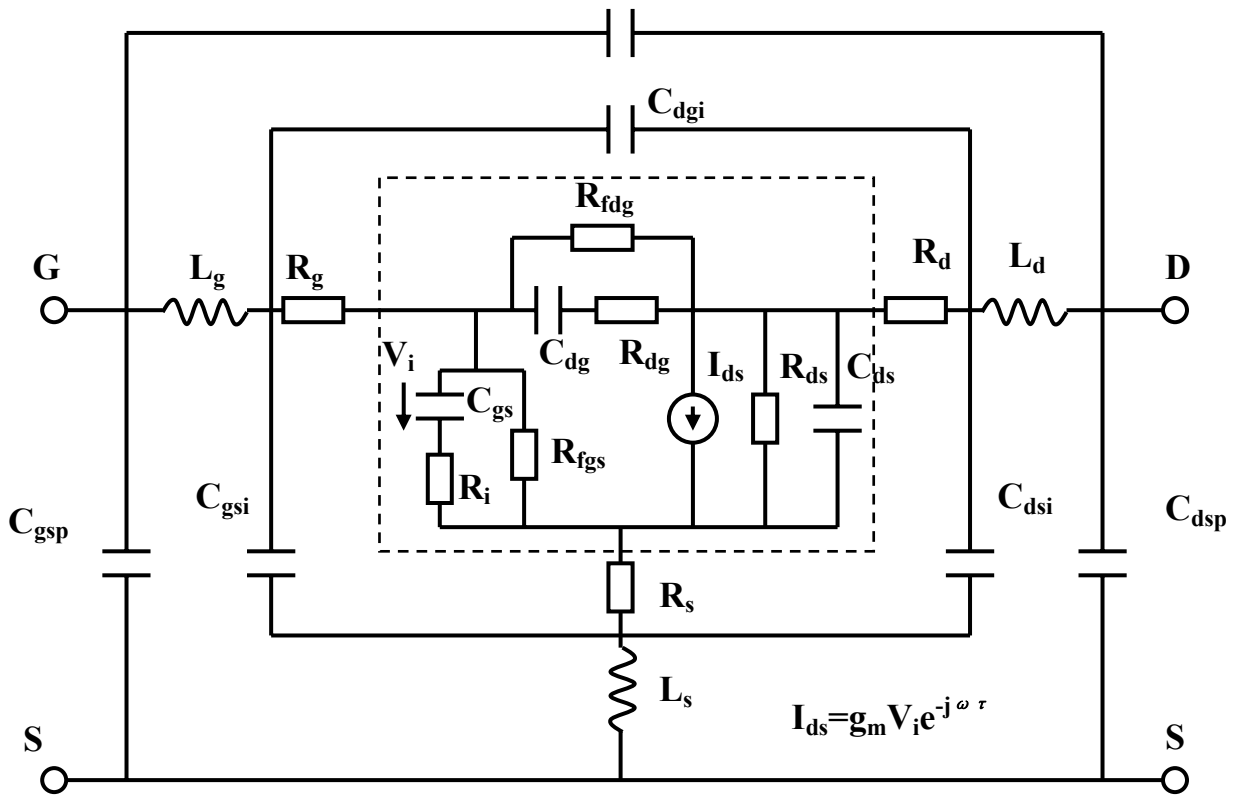 C_dgi
R_fdg
G
L_g
R_g
R_d
L_d
D
V_i
C_dg
R_dg
I_ds
R_ds
C_ds
C_gs
R_fgs
R_i
C_gsp
C_gsi
C_dsi
C_dsp
R_s
L_s
I_ds=g_mV_ie^-jωτ
S
S